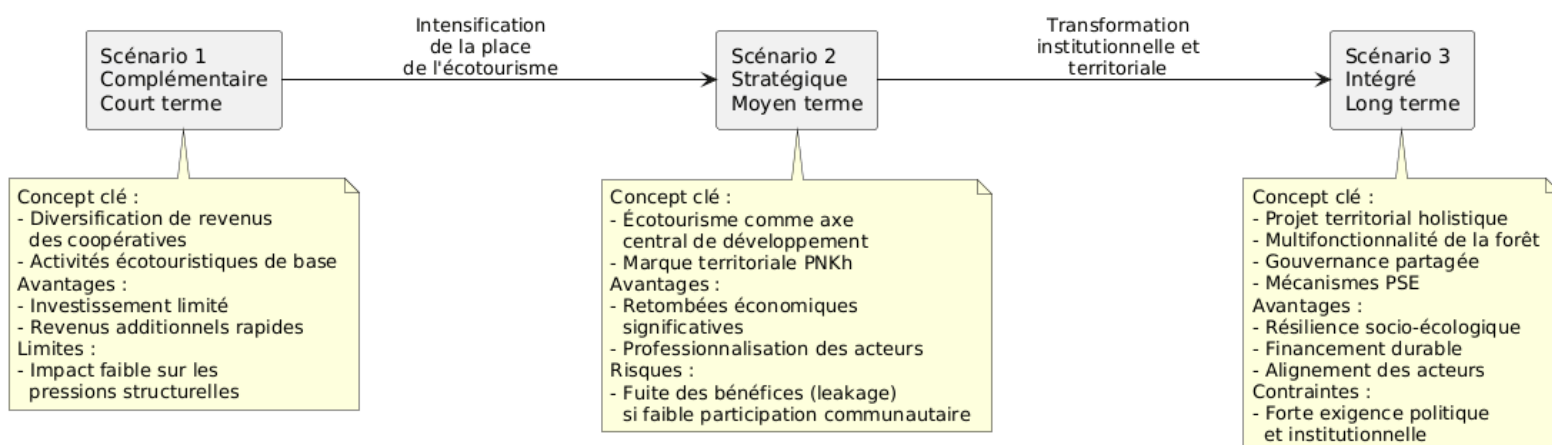 Scénario 1
Complémentaire
Court terme
Intensification
de la place
de l'écotourisme
Scénario 2
Stratégique
Moyen terme
Transformation
institutionnelle et
territoriale
Scénario 3
Intégré
Long terme
Concept clé :
- Diversification de revenus
des coopératives
- Activités écotouristiques de base
Avantages :
- Investissement limité
- Revenus additionnels rapides
Limites :
- Impact faible sur les
pressions structurelles
Concept clé :
- Écotourisme comme axe
central de développement
- Marque territoriale PNKh
Avantages :
- Retombées économiques
significatives
- Professionnalisation des acteurs
Risques :
- Fuite des bénéfices (leakage)
si faible participation communautaire
Concept clé :
- Projet territorial holistique
- Multifonctionnalité de la forêt
- Gouvernance partagée
- Mécanismes PSE
Avantages :
- Résilience socio-écologique
- Financement durable
- Alignement des acteurs
Contraintes :
- Forte exigence politique
et institutionnelle